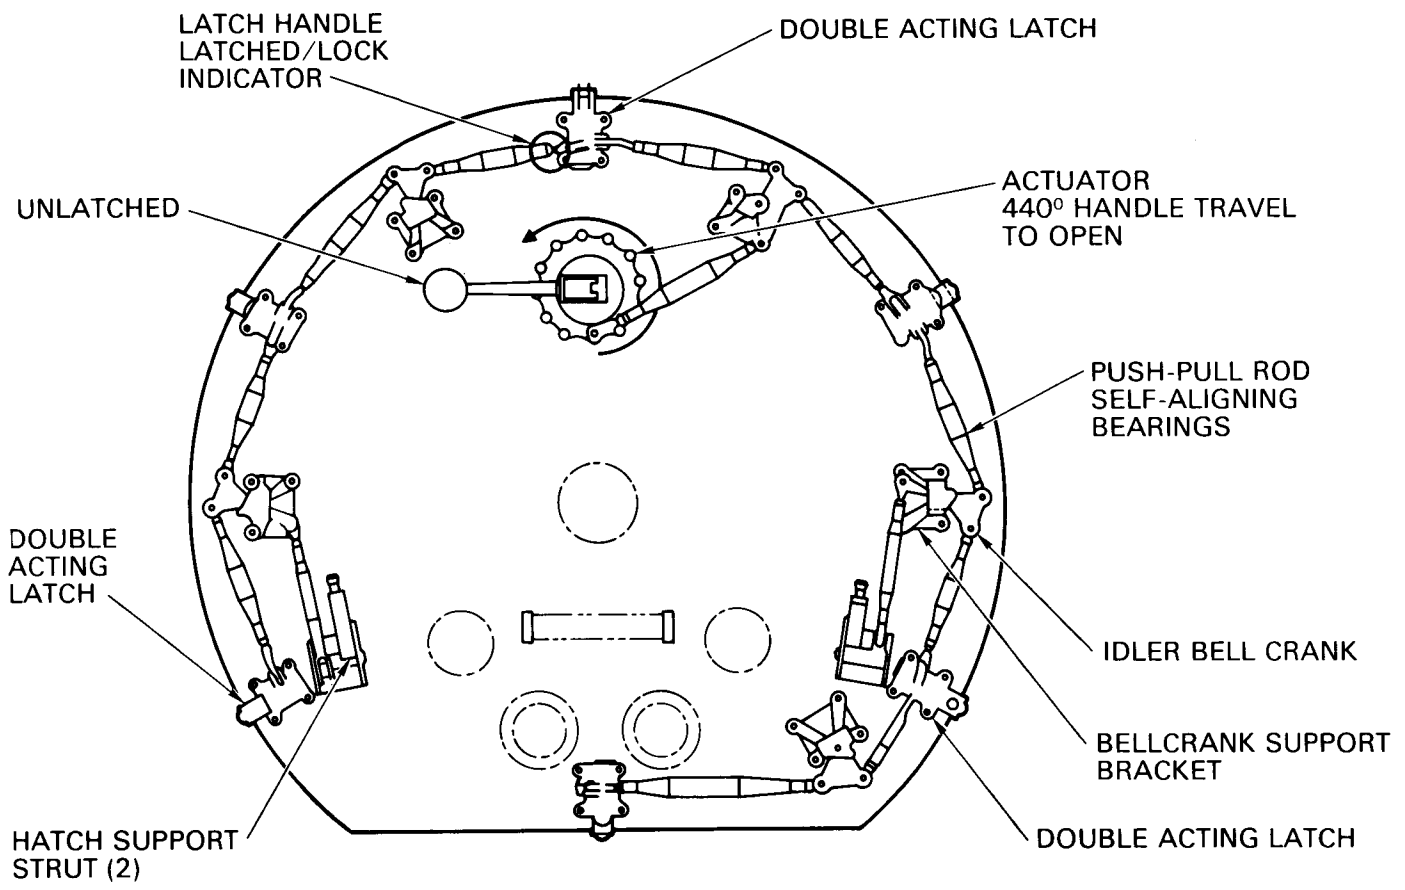 LATCH HANDLE
LATCHED/LOCK
INDICATOR
DOUBLE ACTING LATCH
UNLATCHED
ACTUATOR
440º HANDLE TRAVEL
TO OPEN
PUSH-PULL ROD
SELF-ALIGNING
BEARINGS
DOUBLE
ACTING
LATCH
IDLER BELL CRANK
BELLCRANK SUPPORT
BRACKET
HATCH SUPPORT
STRUT (2)
DOUBLE ACTING LATCH